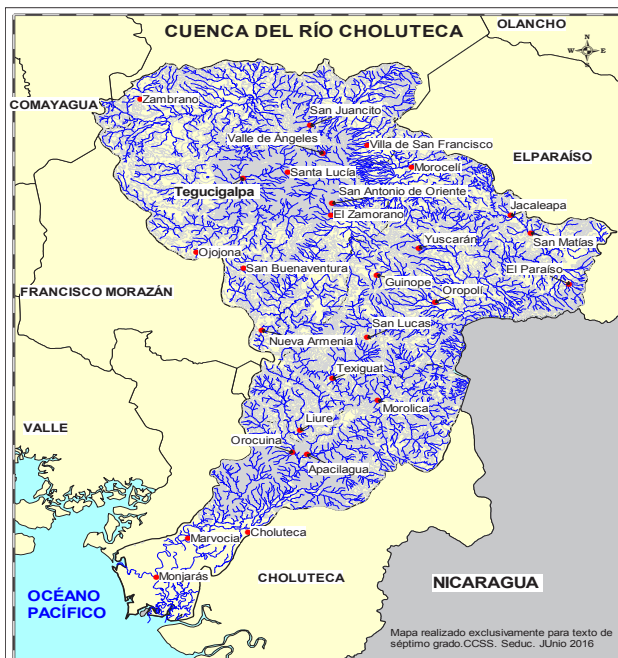 CUENCA DEL RÍO CHOLUTECA
OLANCHO
N
W E
S
COMAYAGUA
Zambrano
San Juancito
Valle de Angeles
Villa de San Francisco
ELPARAÍSO
Santa Lucía
Morocelí
Tegucigalpa
San Antonio de Oriente
El Zamorano
Jacaleapa
San Matías
Yuscarán
Ojojona
San Buenaventura
El Paraíso
Guinope
FRANCISCO MORAZÁN
Oropolí
Nueva Armenia
San Lucas
Texiguat
Morolica
VALLE
Liure
Orocuina
Apacilagua
Choluteca
Marvocia
Monjarás
CHOLUTECA
NICARAGUA
OCÉANO
PACÍFICO
Mapa realizado exclusivamente para texto de
séptimo grado.CCSS. Seduc. JUnio 2016